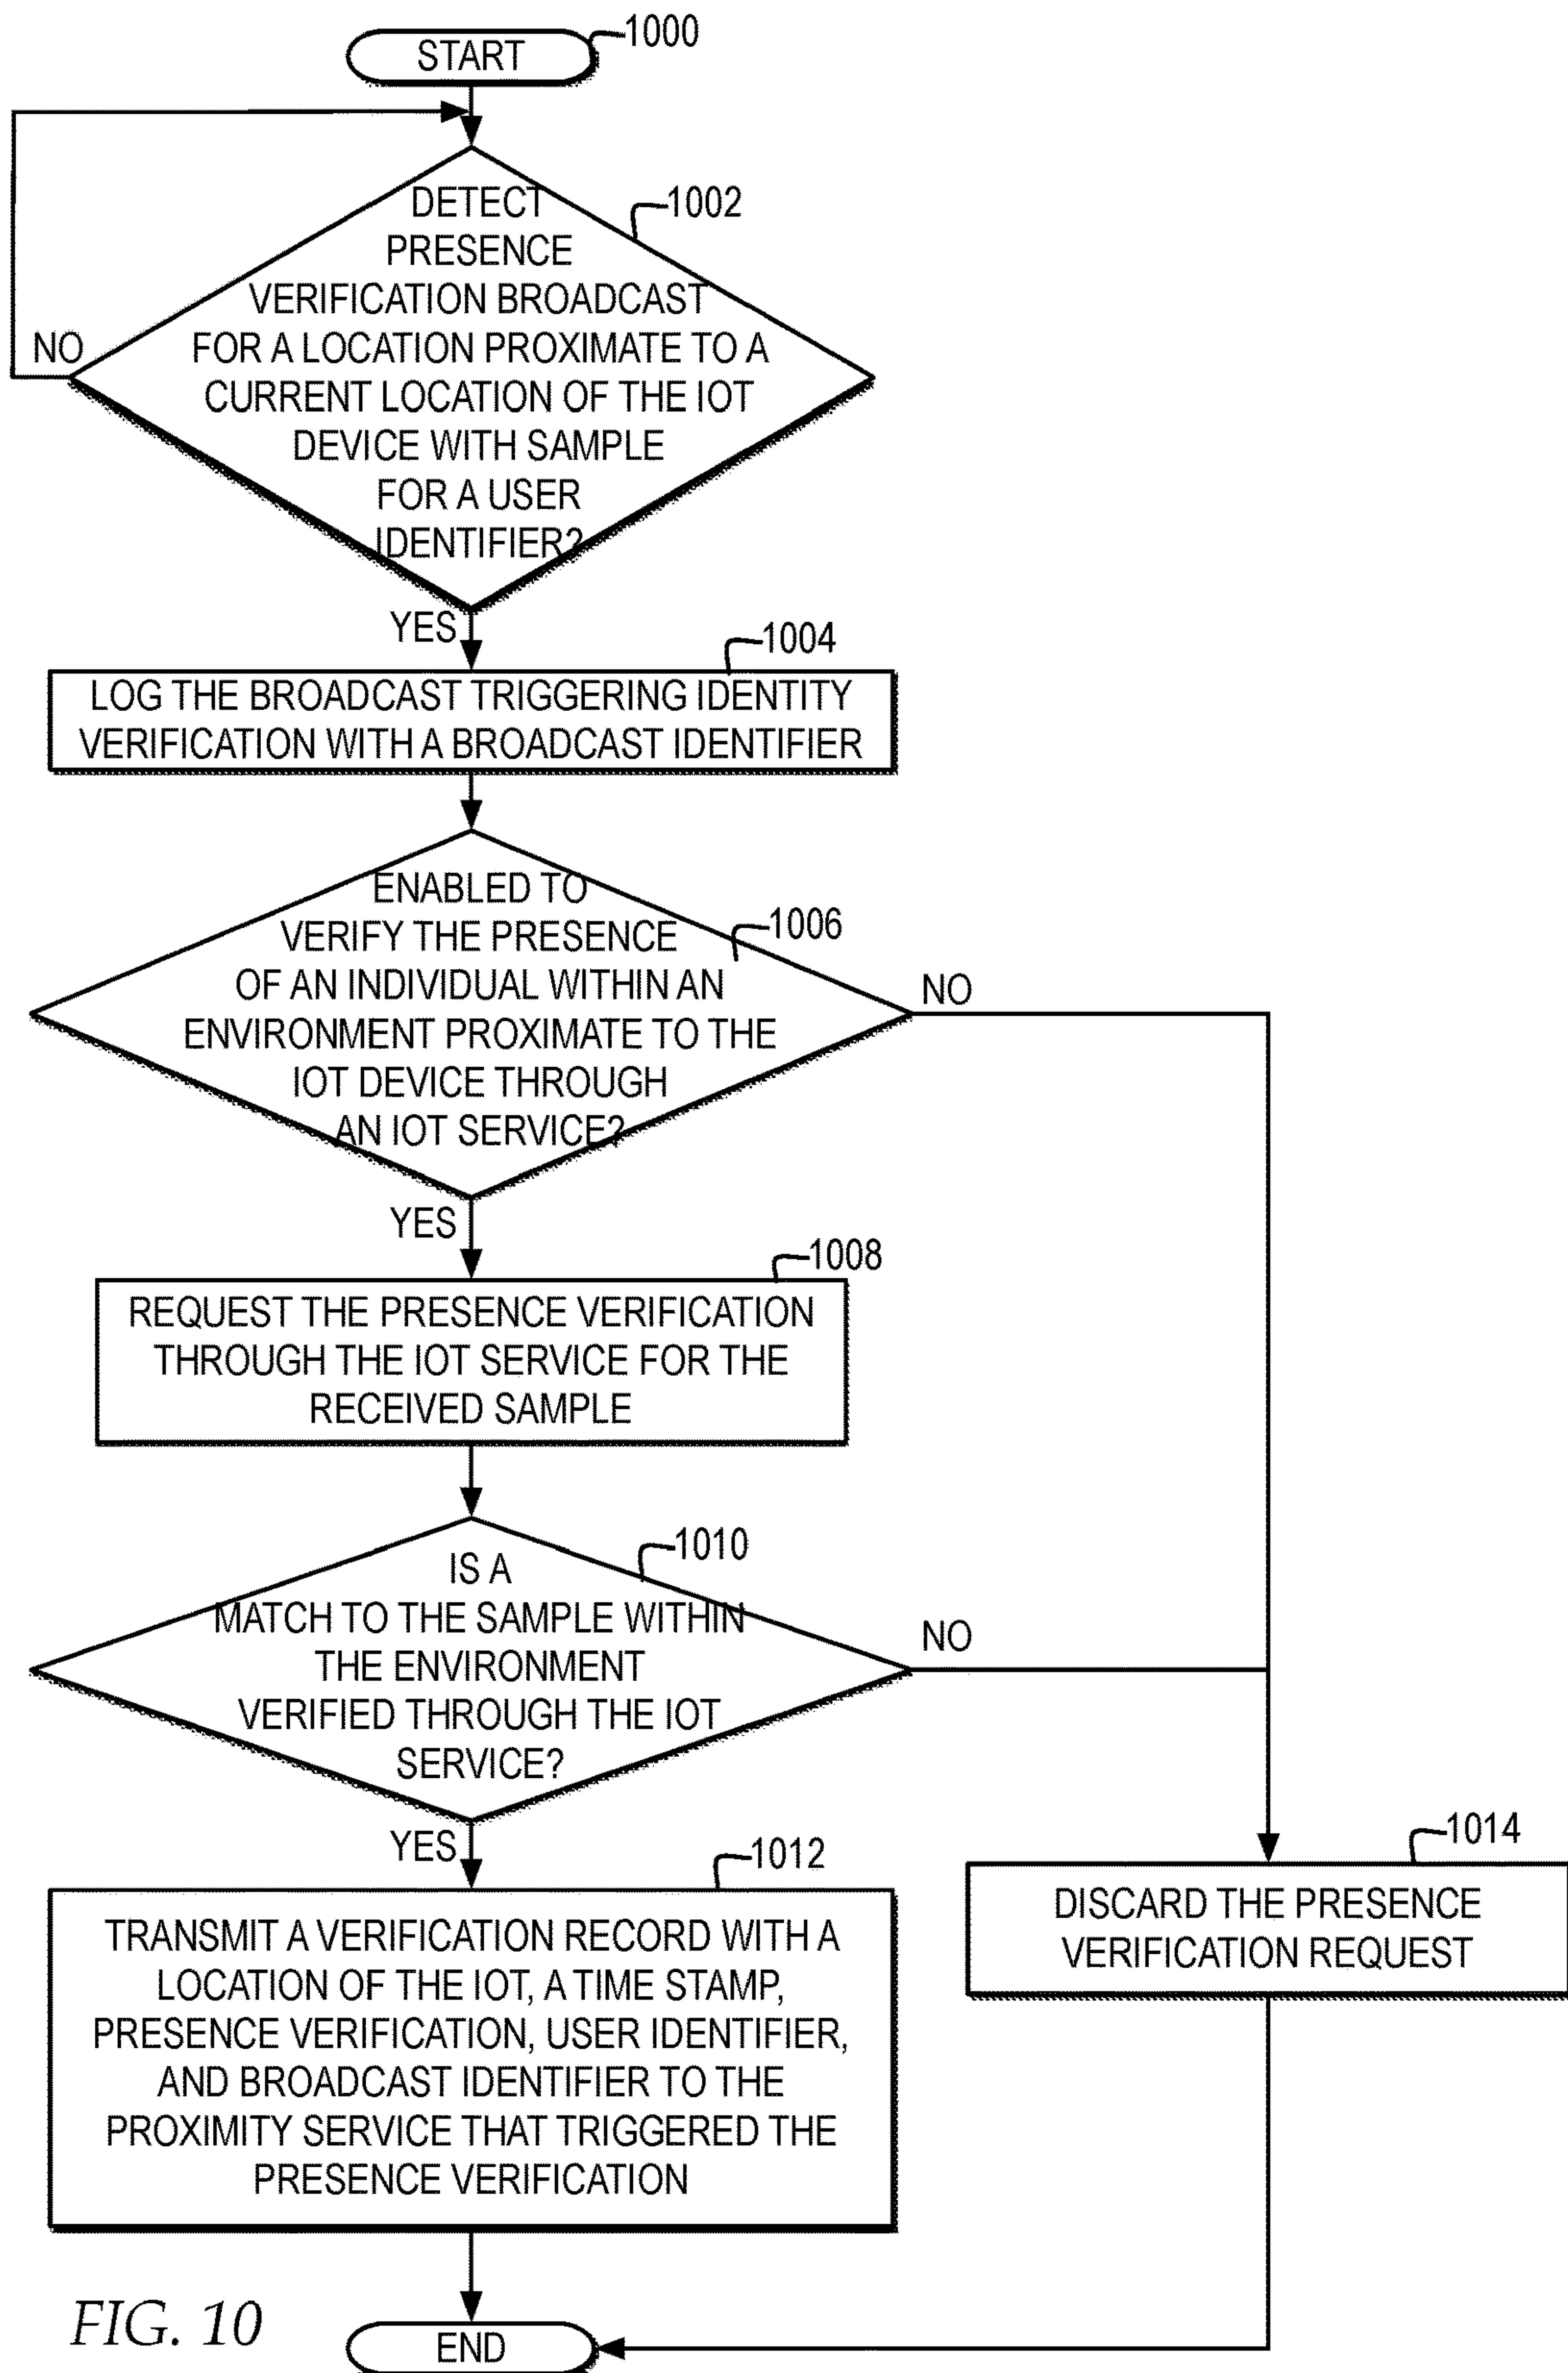 START
1000
DETECT
1002
PRESENCE
VERIFICATION BROADCAST
FOR A LOCATION PROXIMATE TO A
CURRENT LOCATION OF THE IOT
DEVICE WITH SAMPLE
FOR A USER
IDENTIFIER?
NO
YES
1004
LOG THE BROADCAST TRIGGERING IDENTITY
VERIFICATION WITH A BROADCAST IDENTIFIER
ENABLED TO
VERIFY THE PRESENCE
1006
OF AN INDIVIDUAL WITHIN AN
ENVIRONMENT PROXIMATE TO THE
IOT DEVICE THROUGH
AN IOT SERVICE?
NO
YES
1008
REQUEST THE PRESENCE VERIFICATION
THROUGH THE IOT SERVICE FOR THE
RECEIVED SAMPLE
1010
IS A
MATCH TO THE SAMPLE WITHIN
THE ENVIRONMENT
VERIFIED THROUGH THE IOT
SERVICE?
NO
YES
1012
TRANSMIT A VERIFICATION RECORD WITH A
LOCATION OF THE IOT, A TIME STAMP,
PRESENCE VERIFICATION, USER IDENTIFIER,
AND BROADCAST IDENTIFIER TO THE
PROXIMITY SERVICE THAT TRIGGERED THE
PRESENCE VERIFICATION
1014
DISCARD THE PRESENCE
VERIFICATION REQUEST
FIG. 10
END